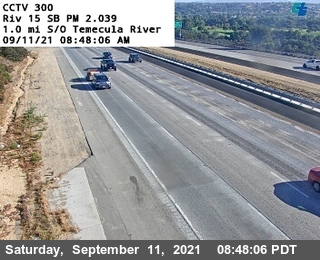 CCTV 300
Riv 15 SB PM 2.039
1.0 mi S/O Temecula River
09/11/21 08:48:06 AM
Saturday, September 11, 2021 08:48:06 PDT